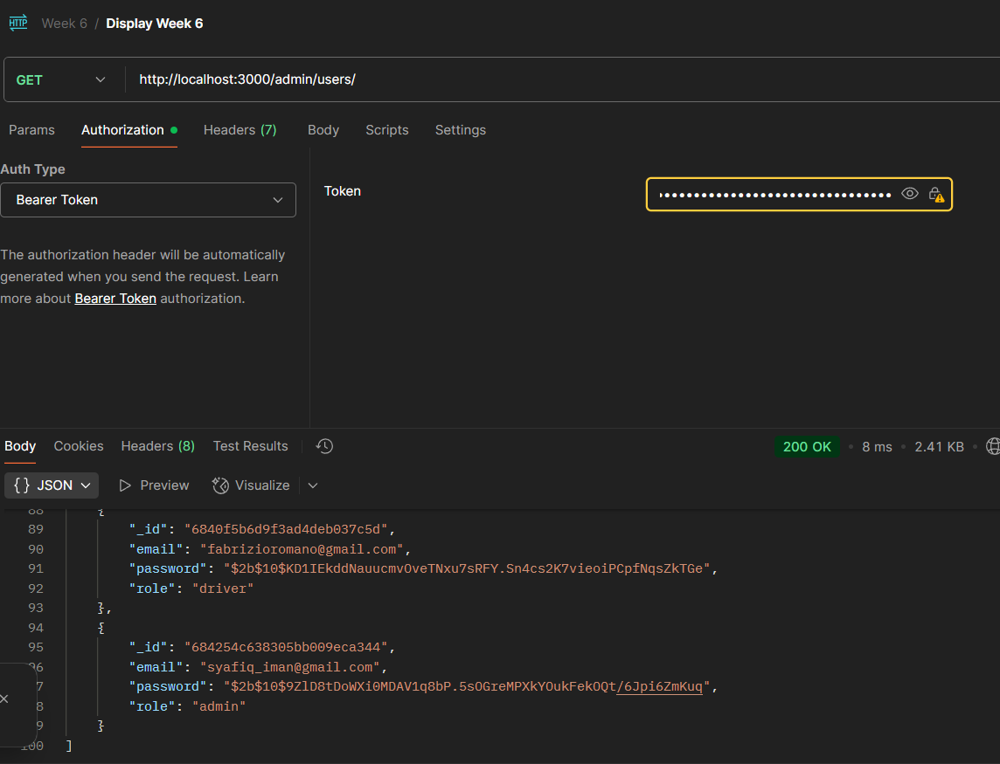 HTTP Week 6 / Display Week 6
GET http://localhost:3000/admin/users/
Params Authorization Headers (7) Body Scripts Settings
Auth Type
Bearer Token
Token
The authorization header will be automatically
generated when you send the request. Learn
more about Bearer Token authorization.
Body Cookies Headers (8) Test Results
200 OK • 8 ms • 2.41 KB •
{} JSON Preview Visualize
88 {
89 "_id": "6840f5b6d9f3ad4deb037c5d",
90 "email": "fabrizioromano@gmail.com",
91 "password": "$2b$10$KD1IEkddNauucmvOveTNxu7sRFY.Sn4cs2K7vieoiPCpfNqsZkTGe",
92 "role": "driver"
93 },
94 {
95 "_id": "684254c638305bb009eca344",
96 "email": "syafiq_iman@gmail.com",
7 "password": "$2b$10$9ZlD8tDoWXi0MDAV1q8bP.5sOGreMPXkYOukFekOQt/6Jpi6ZmKuq",
8 "role": "admin"
9 }
100 ]